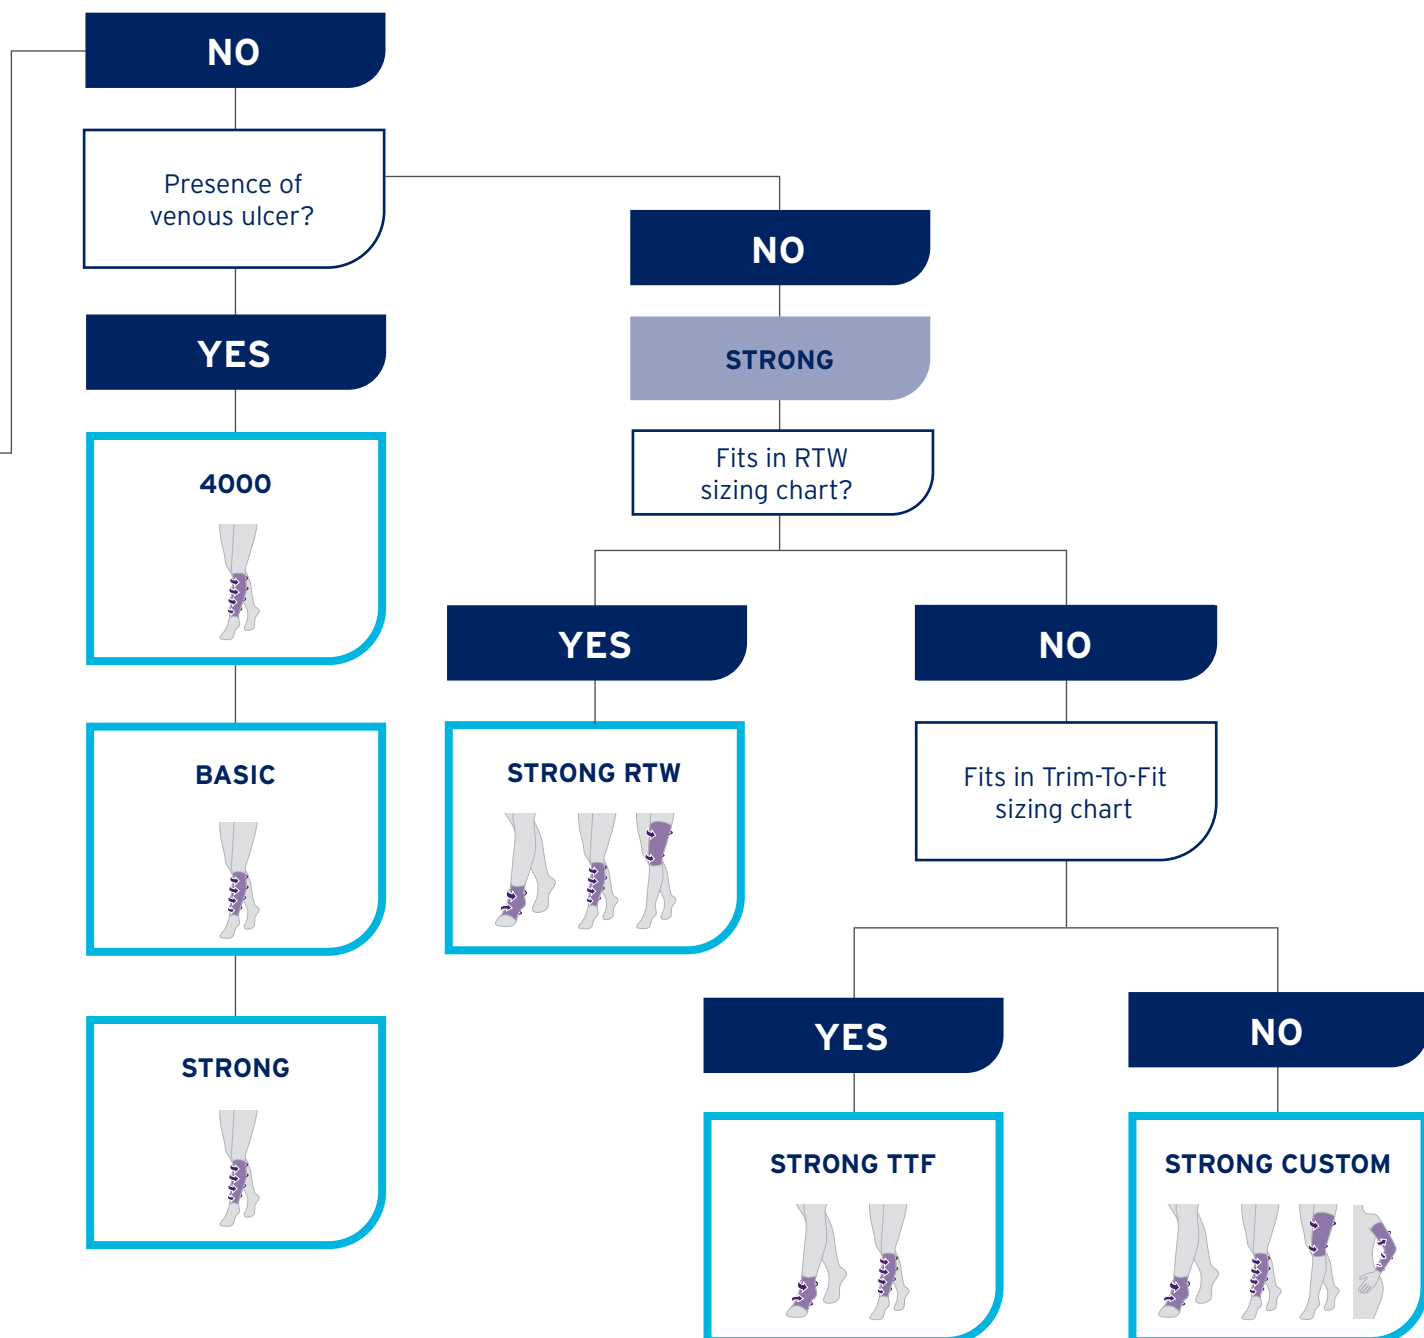 NO
Presence of
venous ulcer?
YES
4000
BASIC
STRONG
NO
STRONG
Fits in RTW
sizing chart?
YES
STRONG RTW
NO
Fits in Trim-To-Fit
sizing chart
YES
STRONG TTF
NO
STRONG CUSTOM